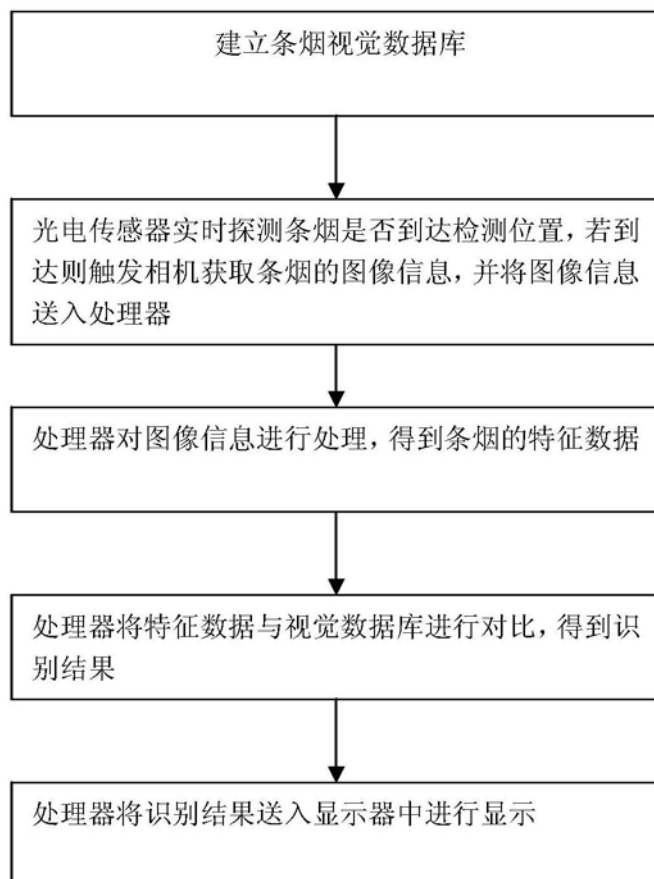 建立条烟视觉数据库
光电传感器实时探测条烟是否到达检测位置，若到
达则触发相机获取条烟的图像信息，并将图像信息
送入处理器
处理器对图像信息进行处理，得到条烟的特征数据
处理器将特征数据与视觉数据库进行对比，得到识
别结果
处理器将识别结果送入显示器中进行显示